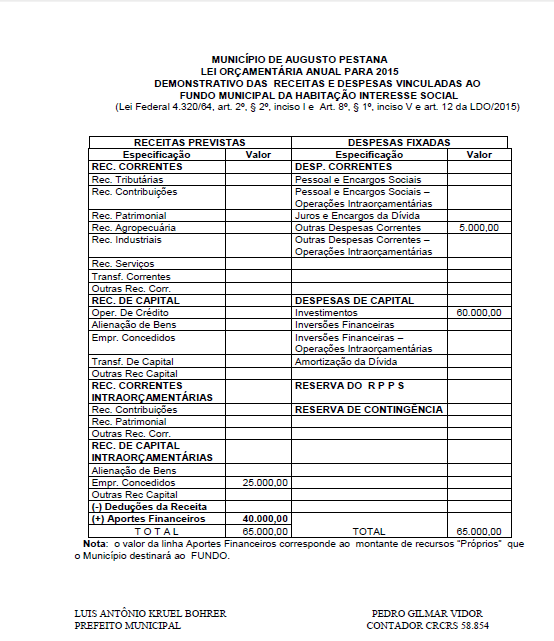 MUNICÍPIO DE AUGUSTO PESTANA
LEI ORÇAMENTÁRIA ANUAL PARA 2015
DEMONSTRATIVO DAS RECEITAS E DESPESAS VINCULADAS AO
FUNDO MUNICIPAL DA HABITAÇÃO INTERESSE SOCIAL
(Lei Federal 4.320/64, art. 2º, § 2º, inciso I e Art. 8º, § 1º, inciso V e art. 12 da LDO/2015)
RECEITAS PREVISTAS DESPESAS FIXADAS
Especificação Valor Especificação Valor
REC. CORRENTES DESP. CORRENTES
Rec. Tributárias Pessoal e Encargos Sociais
Rec. Contribuições Pessoal e Encargos Sociais –
Operações Intraorçamentárias
Rec. Patrimonial Juros e Encargos da Dívida
Rec. Agropecuária Outras Despesas Correntes 5.000,00
Rec. Industriais Outras Despesas Correntes –
Operações Intraorçamentárias
Rec. Serviços
Transf. Correntes
Outras Rec. Corr.
REC. DE CAPITAL DESPESAS DE CAPITAL
Oper. De Crédito Investimentos 60.000,00
Alienação de Bens Inversões Financeiras
Empr. Concedidos Inversões Financeiras –
Operações Intraorçamentárias
Transf. De Capital Amortização da Dívida
Outras Rec Capital
REC. CORRENTES RESERVA DO R P P S
INTRAORÇAMENTÁRIAS
Rec. Contribuições RESERVA DE CONTINGÊNCIA
Rec. Patrimonial
Outras Rec. Corr.
REC. DE CAPITAL
INTRAORÇAMENTÁRIAS
Alienação de Bens
Empr. Concedidos 25.000,00
Outras Rec Capital
(-) Deduções da Receita
(+) Aportes Financeiros 40.000,00
T O T A L 65.000,00 TOTAL 65.000,00
Nota: o valor da linha Aportes Financeiros corresponde ao montante de recursos “Próprios” que
o Município destinará ao FUNDO.
LUIS ANTÔNIO KRUEL BOHRER PEDRO GILMAR VIDOR
PREFEITO MUNICIPAL CONTADOR CRCRS 58.854